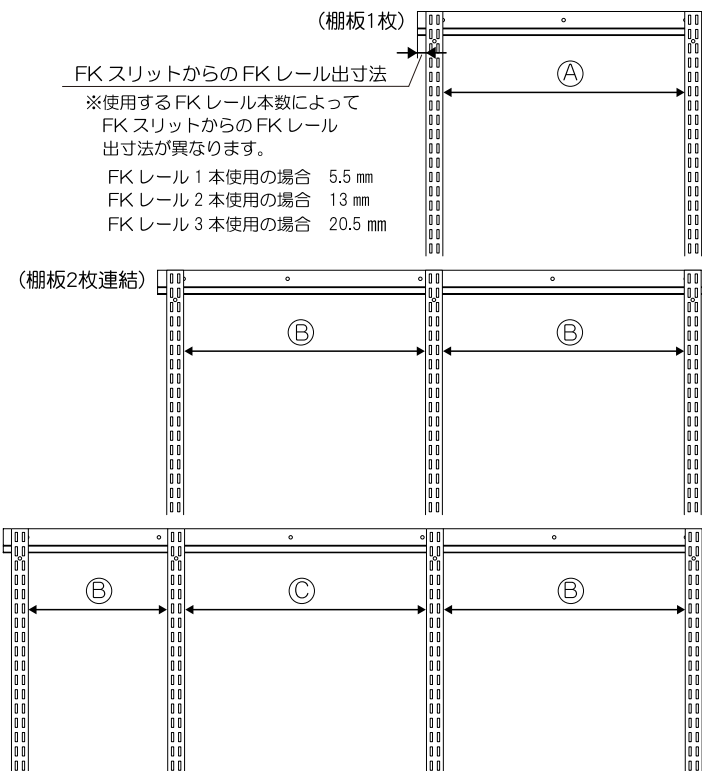 (棚板1枚)
Ⓐ
FK スリットからの FK レール出寸法
※使用する FK レール本数によって
FK スリットからの FK レール
出寸法が異なります。
FK レール 1 本使用の場合 5.5 ㎜
FK レール 2 本使用の場合 13 ㎜
FK レール 3 本使用の場合 20.5 ㎜
(棚板2枚連結)
Ⓑ Ⓑ
Ⓑ Ⓒ Ⓑ